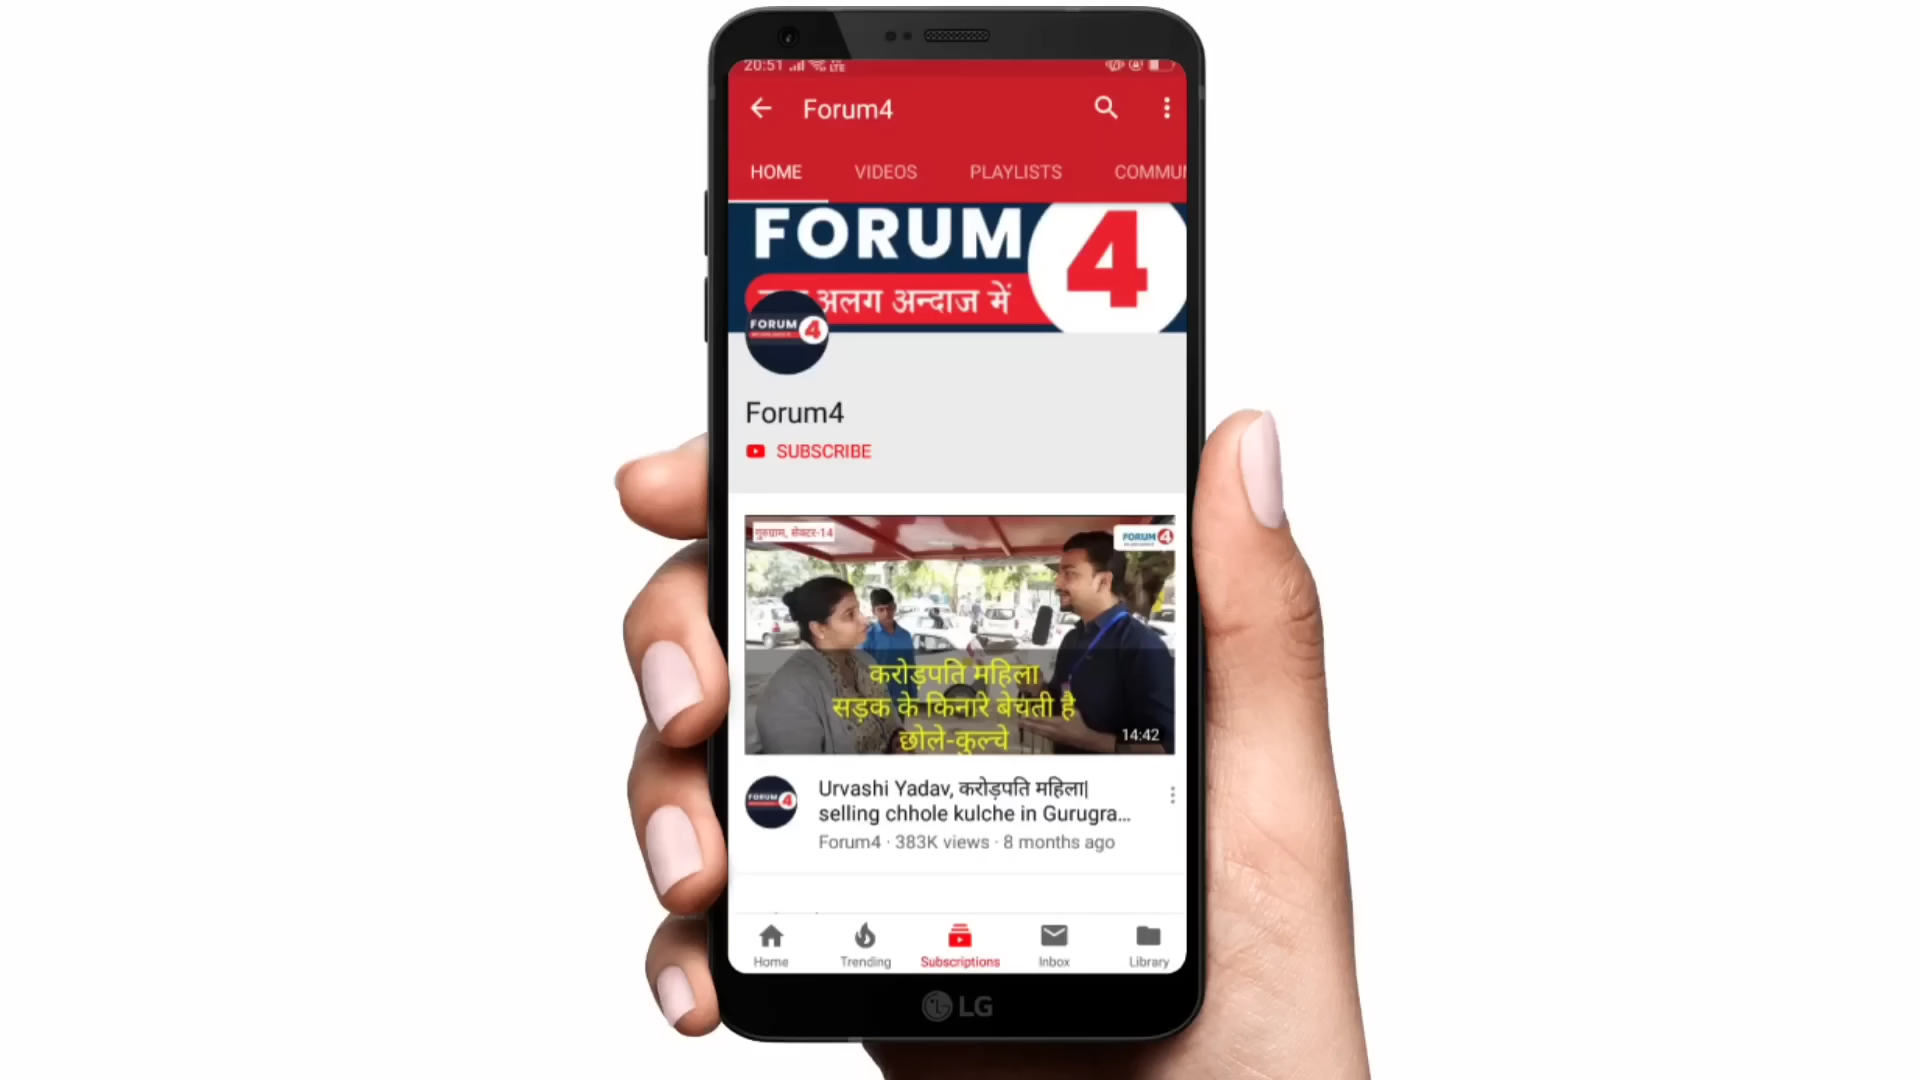 20:51 LTE
Forum4
HOME VIDEOS PLAYLISTS COMMU
FORUM 4
अलग अन्दाज में
FORUM 4
Forum4
SUBSCRIBE
गुरुग्राम, सेक्टर-14
FORUM 4
करोड़पति महिला
सड़क के किनारे बेचती है
छोले-कुल्चे
14:42
FORUM 4
Urvashi Yadav, करोड़पति महिला|
selling chhole kulche in Gurugra...
Forum4 · 383K views · 8 months ago
Home Trending Subscriptions Inbox Library
LG